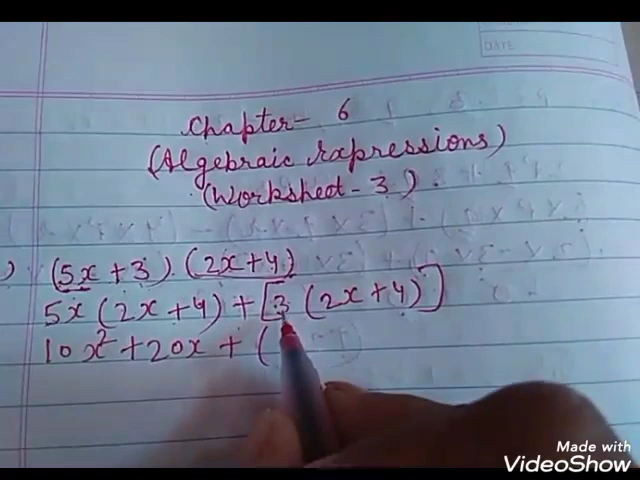 DATE
Chapter - 6
(Algebraic Expressions)
(Worksheet - 3).
) (5x + 3) (2x + 4)
5x (2x + 4) + [3 (2x + 4)]
10x² + 20x + (
Made with
VideoShow